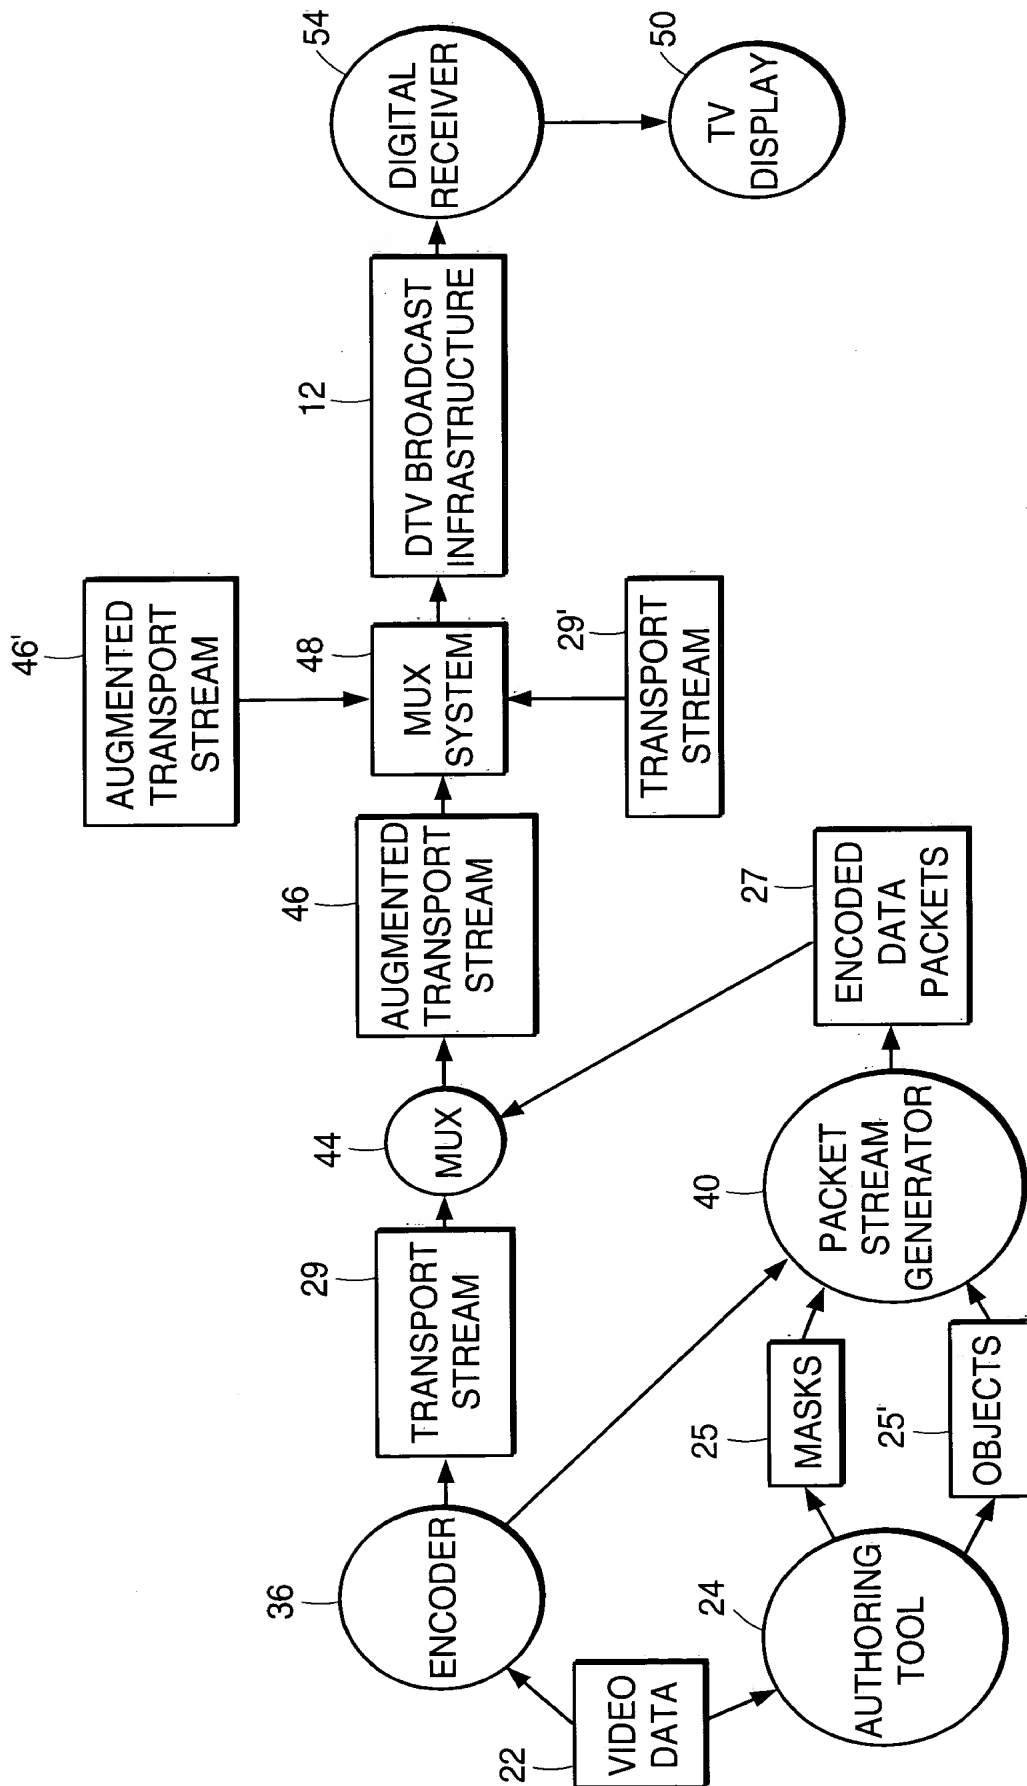 22
VIDEO
DATA
36
ENCODER
24
AUTHORING
TOOL
29
TRANSPORT
STREAM
25
MASKS
25'
OBJECTS
44
MUX
40
PACKET
STREAM
GENERATOR
46
AUGMENTED
TRANSPORT
STREAM
27
ENCODED
DATA
PACKETS
46'
AUGMENTED
TRANSPORT
STREAM
48
MUX
SYSTEM
29'
TRANSPORT
STREAM
12
DTV BROADCAST
INFRASTRUCTURE
54
DIGITAL
RECEIVER
50
TV
DISPLAY